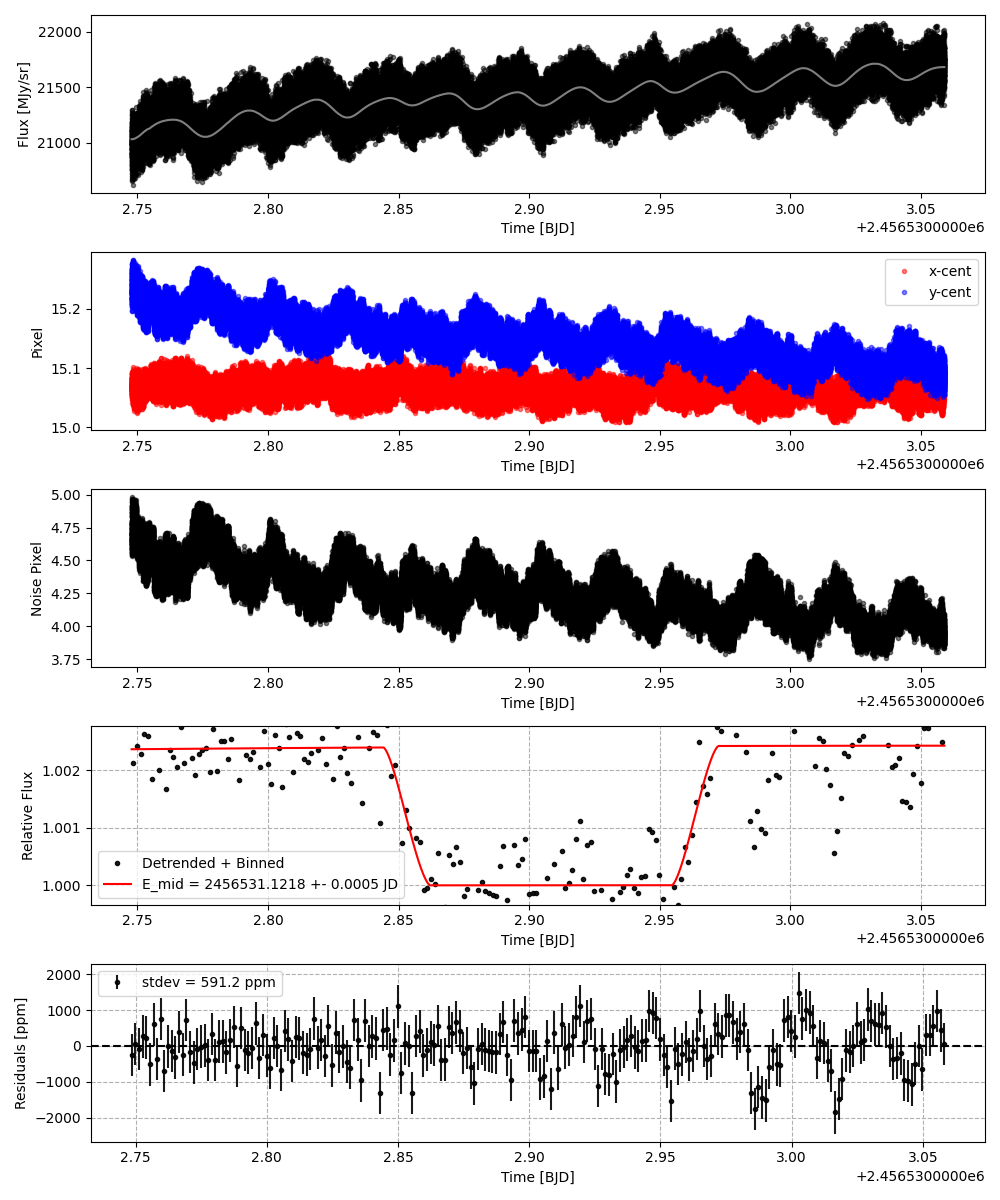 22000
21500
21000
Flux [MJy/sr]
2.75 2.80 2.85 2.90 2.95 3.00 3.05
Time [BJD]
+2.4565300000e6
15.2
15.1
15.0
Pixel
x-cent
y-cent
2.75 2.80 2.85 2.90 2.95 3.00 3.05
Time [BJD]
+2.4565300000e6
5.00
4.75
4.50
4.25
4.00
3.75
Noise Pixel
2.75 2.80 2.85 2.90 2.95 3.00 3.05
Time [BJD]
+2.4565300000e6
1.002
1.001
1.000
Relative Flux
Detrended + Binned
E_mid = 2456531.1218 +- 0.0005 JD
2.75 2.80 2.85 2.90 2.95 3.00 3.05
Time [BJD]
+2.4565300000e6
2000
1000
0
−1000
−2000
Residuals [ppm]
stdev = 591.2 ppm
2.75 2.80 2.85 2.90 2.95 3.00 3.05
Time [BJD]
+2.4565300000e6